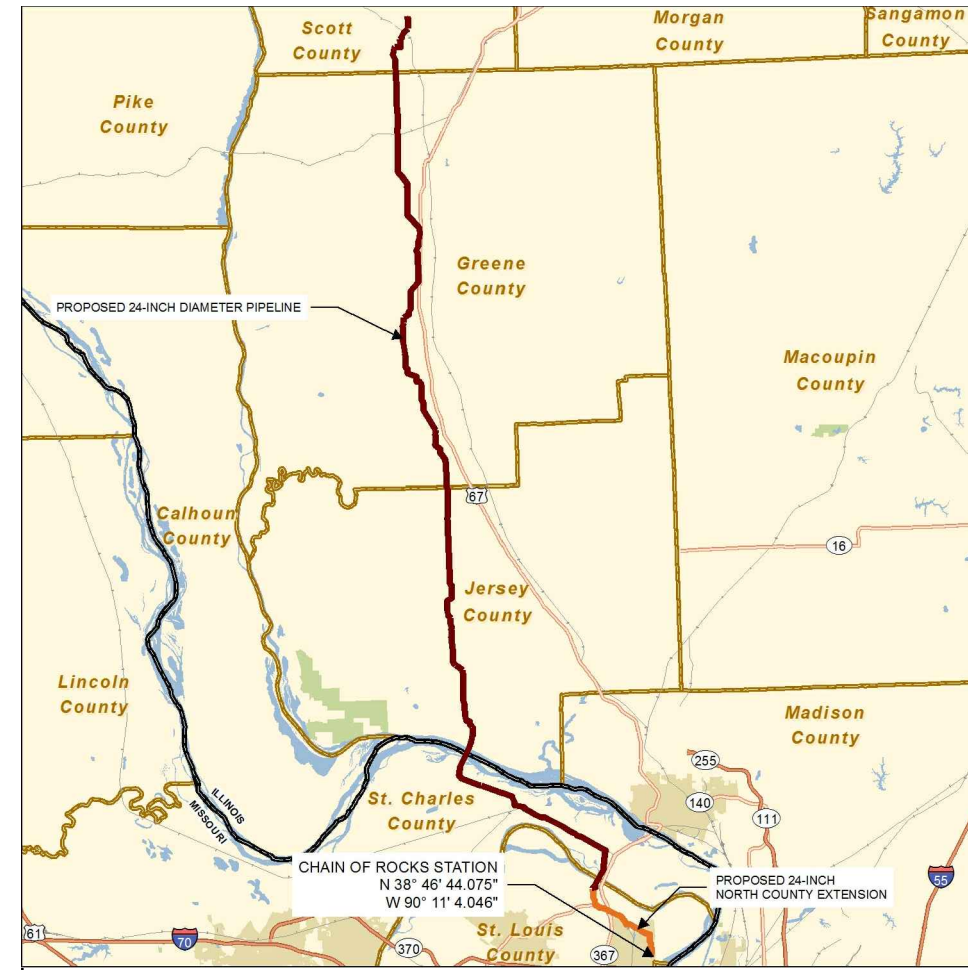 Scott
County
Morgan
County
Sangamon
County
Pike
County
Greene
County
PROPOSED 24-INCH DIAMETER PIPELINE
Macoupin
County
67
Calhoun
County
16
Jersey
County
Lincoln
County
Madison
County
255
ILLINOIS
MISSOURI
St. Charles
County
140
111
CHAIN OF ROCKS STATION
N 38° 46' 44.075"
W 90° 11' 4.046"
PROPOSED 24-INCH
NORTH COUNTY EXTENSION
55
61
70
370
St. Louis
County
367